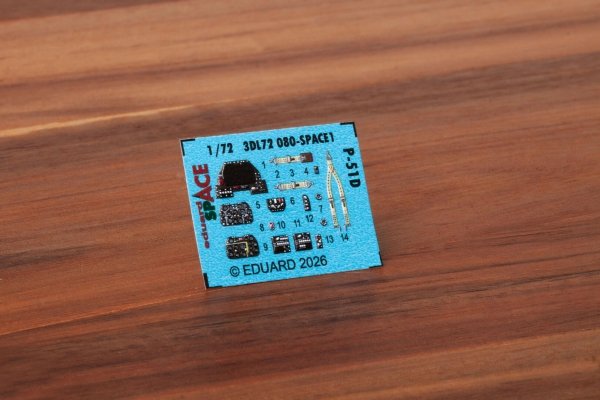 1/72 3DL72 080-SPACE1
P-51D
eduard
SPACE
1
2 3 4
5 6 7
8 10 11 12
9 13 14
© EDUARD 2026